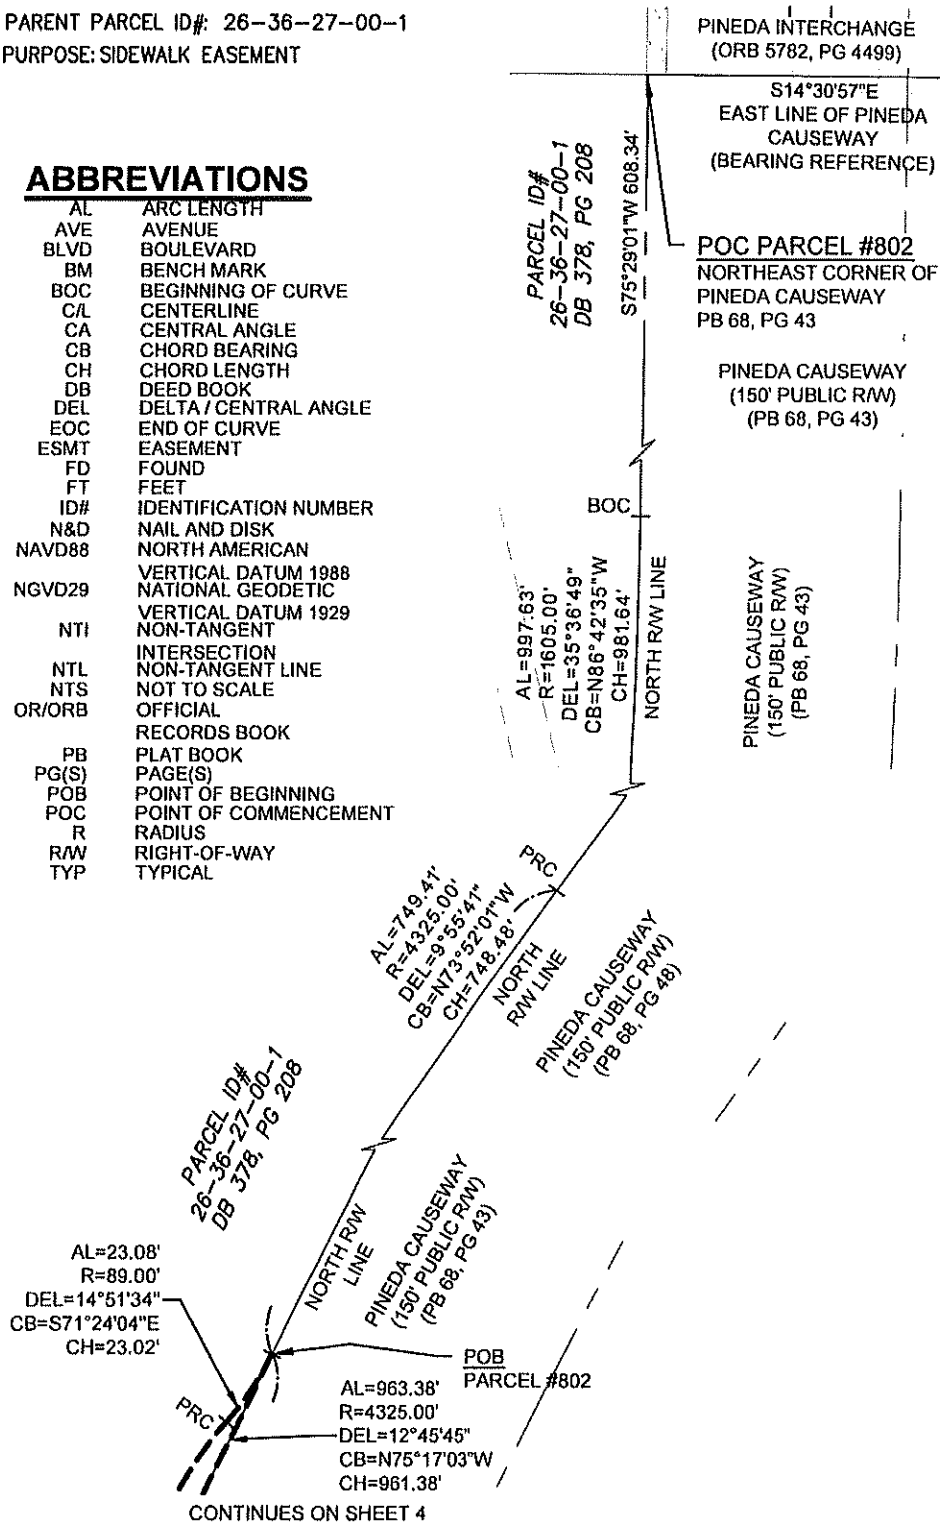 PARENT PARCEL ID#: 26-36-27-00-1
PURPOSE: SIDEWALK EASEMENT
PINEDA INTERCHANGE
(ORB 5782, PG 4499)
S14°30'57"E
EAST LINE OF PINEDA
CAUSEWAY
(BEARING REFERENCE)
PARCEL ID#
26-36-27-00-1
DB 378, PG 208
S75°29'01"W 608.34'
POC PARCEL #802
NORTHEAST CORNER OF
PINEDA CAUSEWAY
PB 68, PG 43
PINEDA CAUSEWAY
(150' PUBLIC R/W)
(PB 68, PG 43)
ABBREVIATIONS
AL ARC LENGTH
AVE AVENUE
BLVD BOULEVARD
BM BENCH MARK
BOC BEGINNING OF CURVE
C/L CENTERLINE
CA CENTRAL ANGLE
CB CHORD BEARING
CH CHORD LENGTH
DB DEED BOOK
DEL DELTA / CENTRAL ANGLE
EOC END OF CURVE
ESMT EASEMENT
FD FOUND
FT FEET
ID# IDENTIFICATION NUMBER
N&D NAIL AND DISK
NAVD88 NORTH AMERICAN
VERTICAL DATUM 1988
NGVD29 NATIONAL GEODETIC
VERTICAL DATUM 1929
NTI NON-TANGENT
INTERSECTION
NTL NON-TANGENT LINE
NTS NOT TO SCALE
OR/ORB OFFICIAL
RECORDS BOOK
PB PLAT BOOK
PG(S) PAGE(S)
POB POINT OF BEGINNING
POC POINT OF COMMENCEMENT
R RADIUS
R/W RIGHT-OF-WAY
TYP TYPICAL
BOC
AL=997.63'
R=1605.00'
DEL=35°36'49"
CB=N86°42'35"W
CH=981.64'
NORTH R/W LINE
PINEDA CAUSEWAY
(150' PUBLIC R/W)
(PB 68, PG 43)
PRC
AL=749.41'
R=4325.00'
DEL=9°55'41"
CB=N73°52'01"W
CH=748.48'
NORTH
R/W LINE
PINEDA CAUSEWAY
(150' PUBLIC R/W)
(PB 68, PG 48)
PARCEL ID#
26-36-27-00-1
DB 378, PG 208
NORTH R/W
LINE
PINEDA CAUSEWAY
(150' PUBLIC R/W)
(PB 68, PG 43)
AL=23.08'
R=89.00'
DEL=14°51'34"
CB=S71°24'04"E
CH=23.02'
POB
PARCEL #802
PRC
AL=963.38'
R=4325.00'
DEL=12°45'45"
CB=N75°17'03"W
CH=961.38'
CONTINUES ON SHEET 4